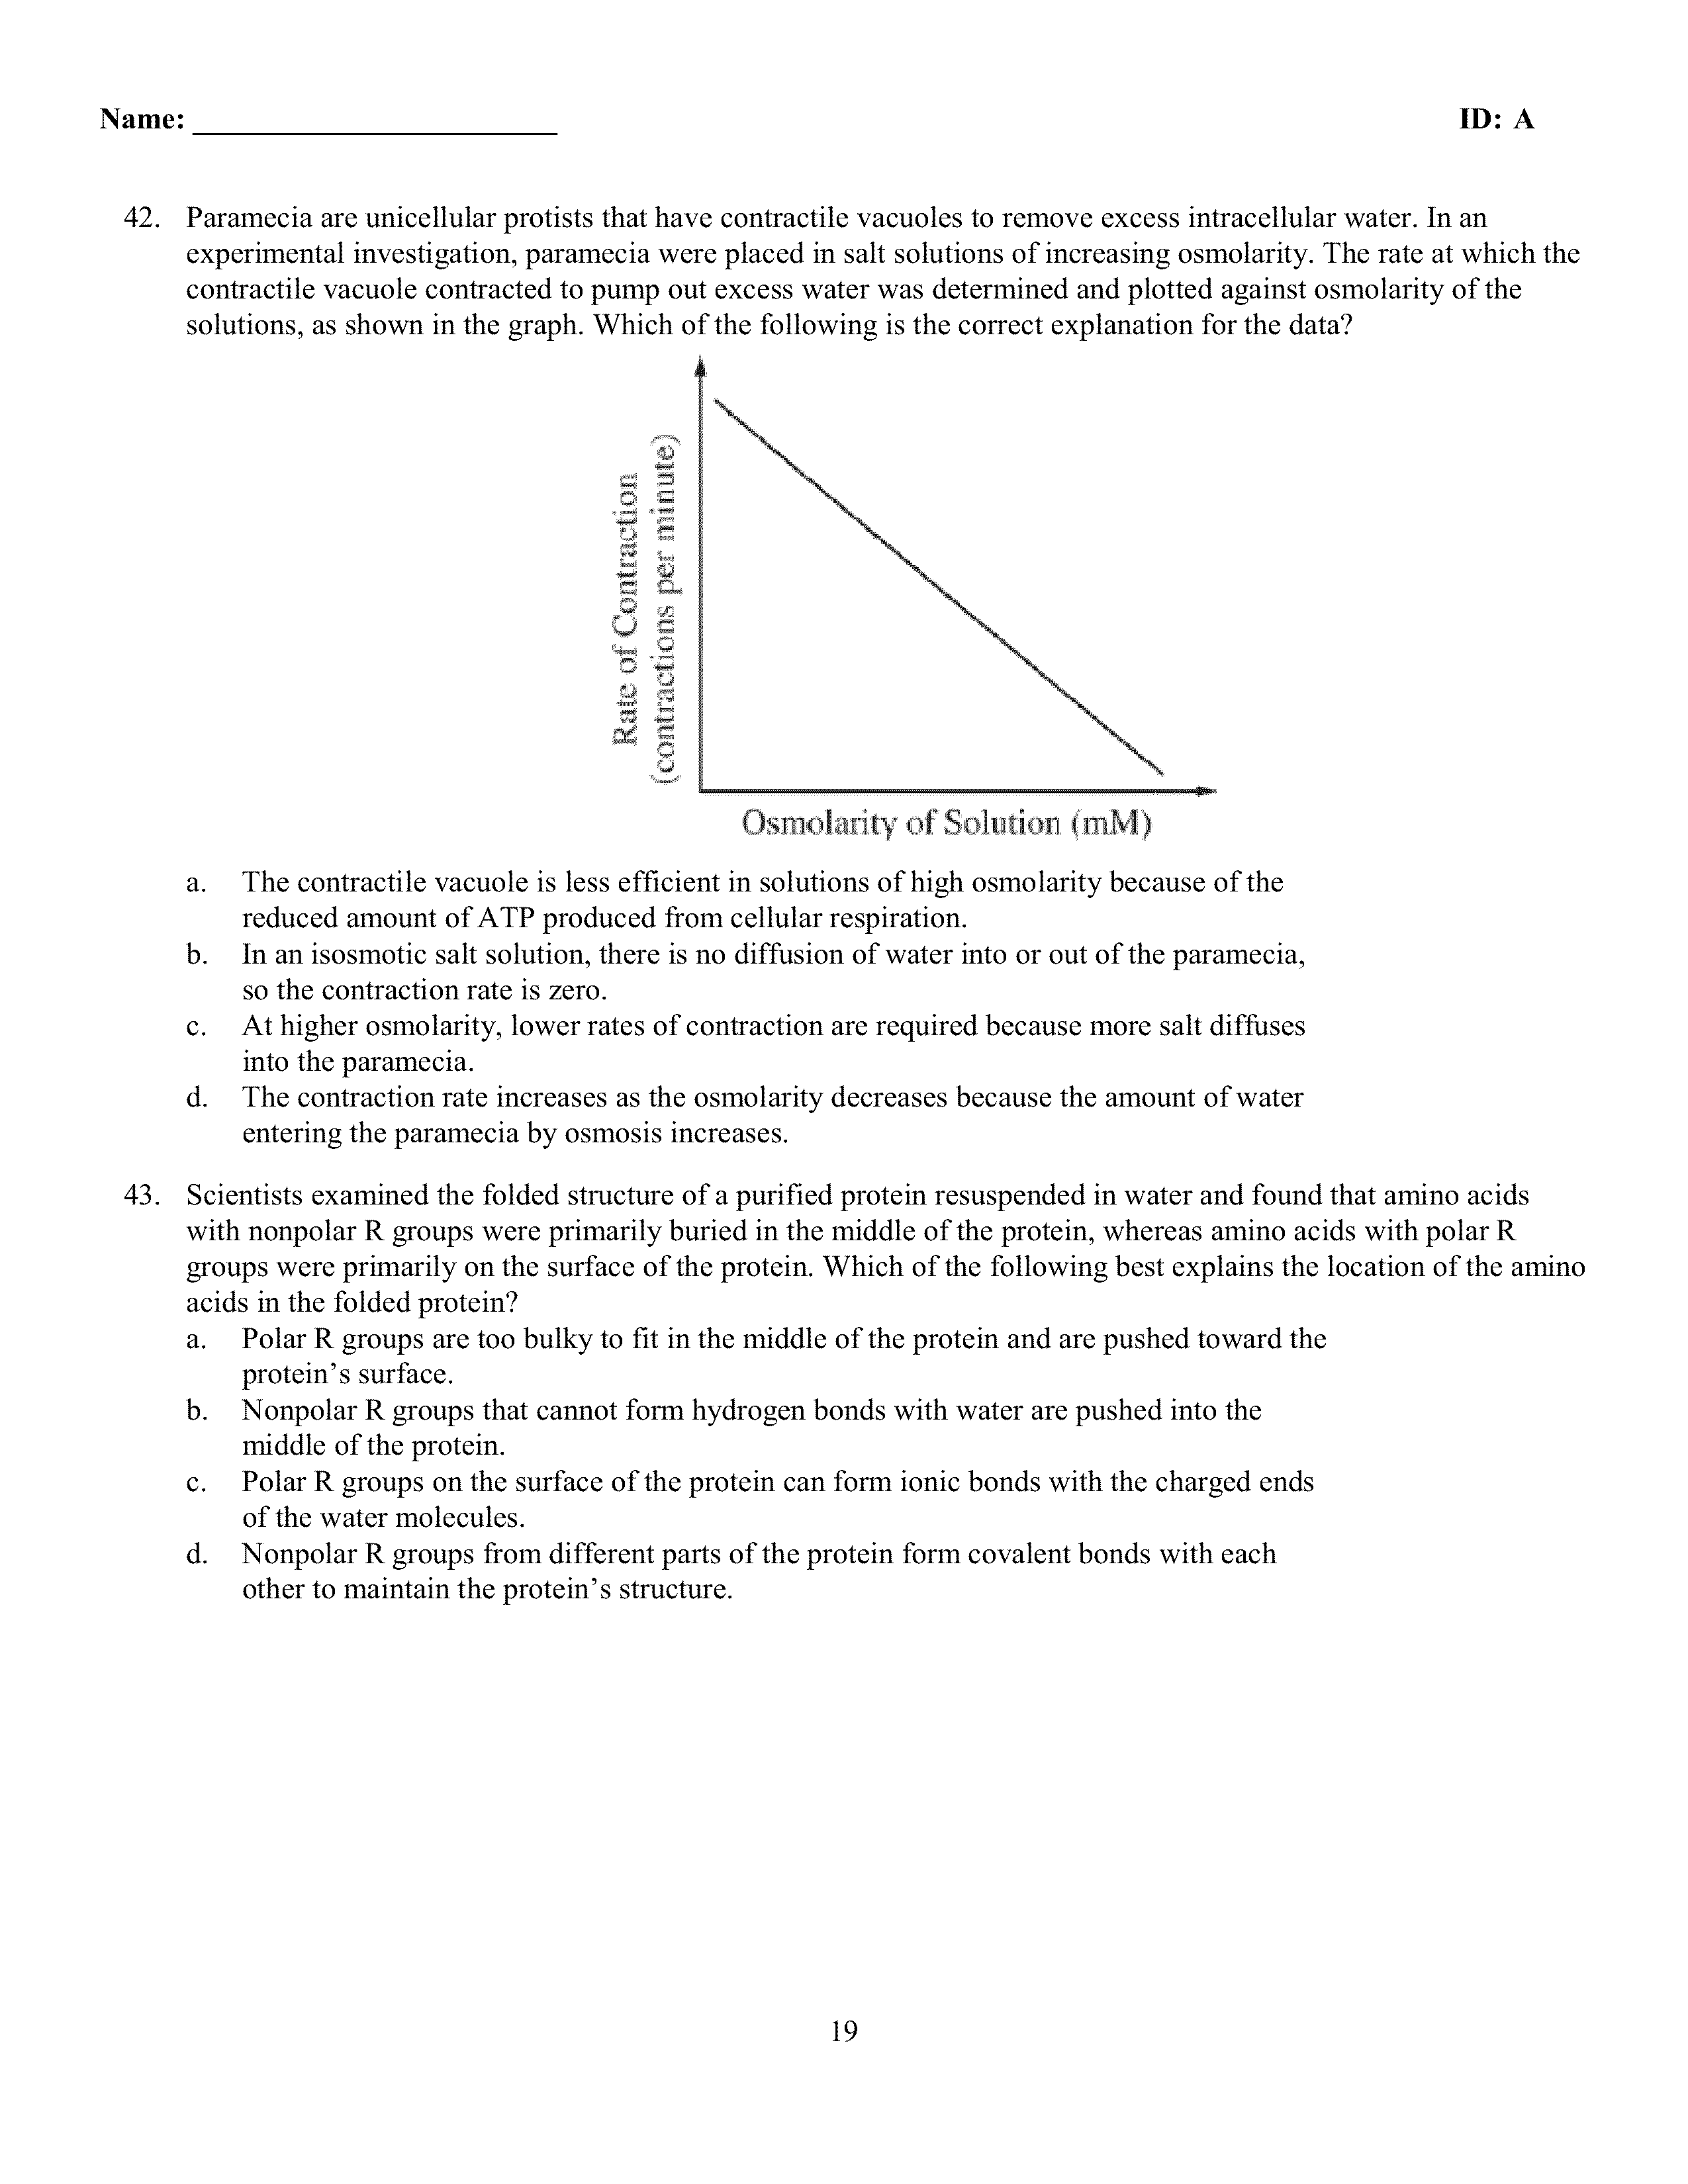 Name: ______________________ ID: A
42. Paramecia are unicellular protists that have contractile vacuoles to remove excess intracellular water. In an
experimental investigation, paramecia were placed in salt solutions of increasing osmolarity. The rate at which the
contractile vacuole contracted to pump out excess water was determined and plotted against osmolarity of the
solutions, as shown in the graph. Which of the following is the correct explanation for the data?
Rate of Contraction
(contractions per minute)
Osmolarity of Solution (mM)
a. The contractile vacuole is less efficient in solutions of high osmolarity because of the
reduced amount of ATP produced from cellular respiration.
b. In an isosmotic salt solution, there is no diffusion of water into or out of the paramecia,
so the contraction rate is zero.
c. At higher osmolarity, lower rates of contraction are required because more salt diffuses
into the paramecia.
d. The contraction rate increases as the osmolarity decreases because the amount of water
entering the paramecia by osmosis increases.
43. Scientists examined the folded structure of a purified protein resuspended in water and found that amino acids
with nonpolar R groups were primarily buried in the middle of the protein, whereas amino acids with polar R
groups were primarily on the surface of the protein. Which of the following best explains the location of the amino
acids in the folded protein?
a. Polar R groups are too bulky to fit in the middle of the protein and are pushed toward the
protein’s surface.
b. Nonpolar R groups that cannot form hydrogen bonds with water are pushed into the
middle of the protein.
c. Polar R groups on the surface of the protein can form ionic bonds with the charged ends
of the water molecules.
d. Nonpolar R groups from different parts of the protein form covalent bonds with each
other to maintain the protein’s structure.
19